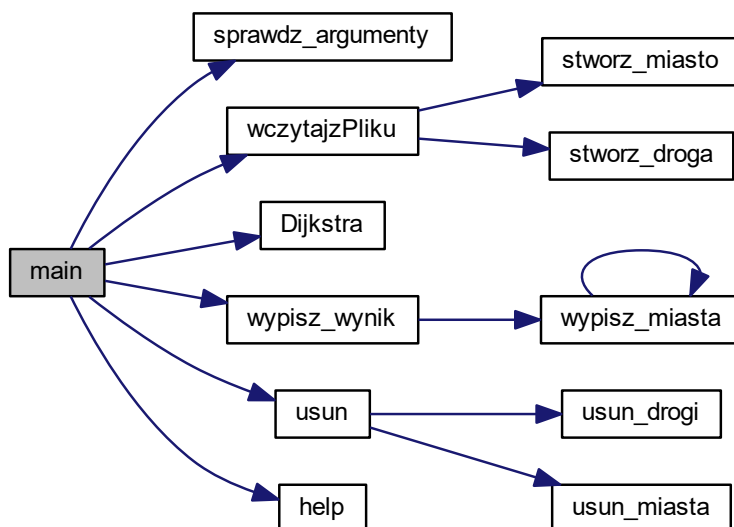 sprawdz_argumenty
stworz_miasto
wczytajzPliku
stworz_droga
Dijkstra
main
wypisz_wynik
wypisz_miasta
usun
usun_drogi
help
usun_miasta